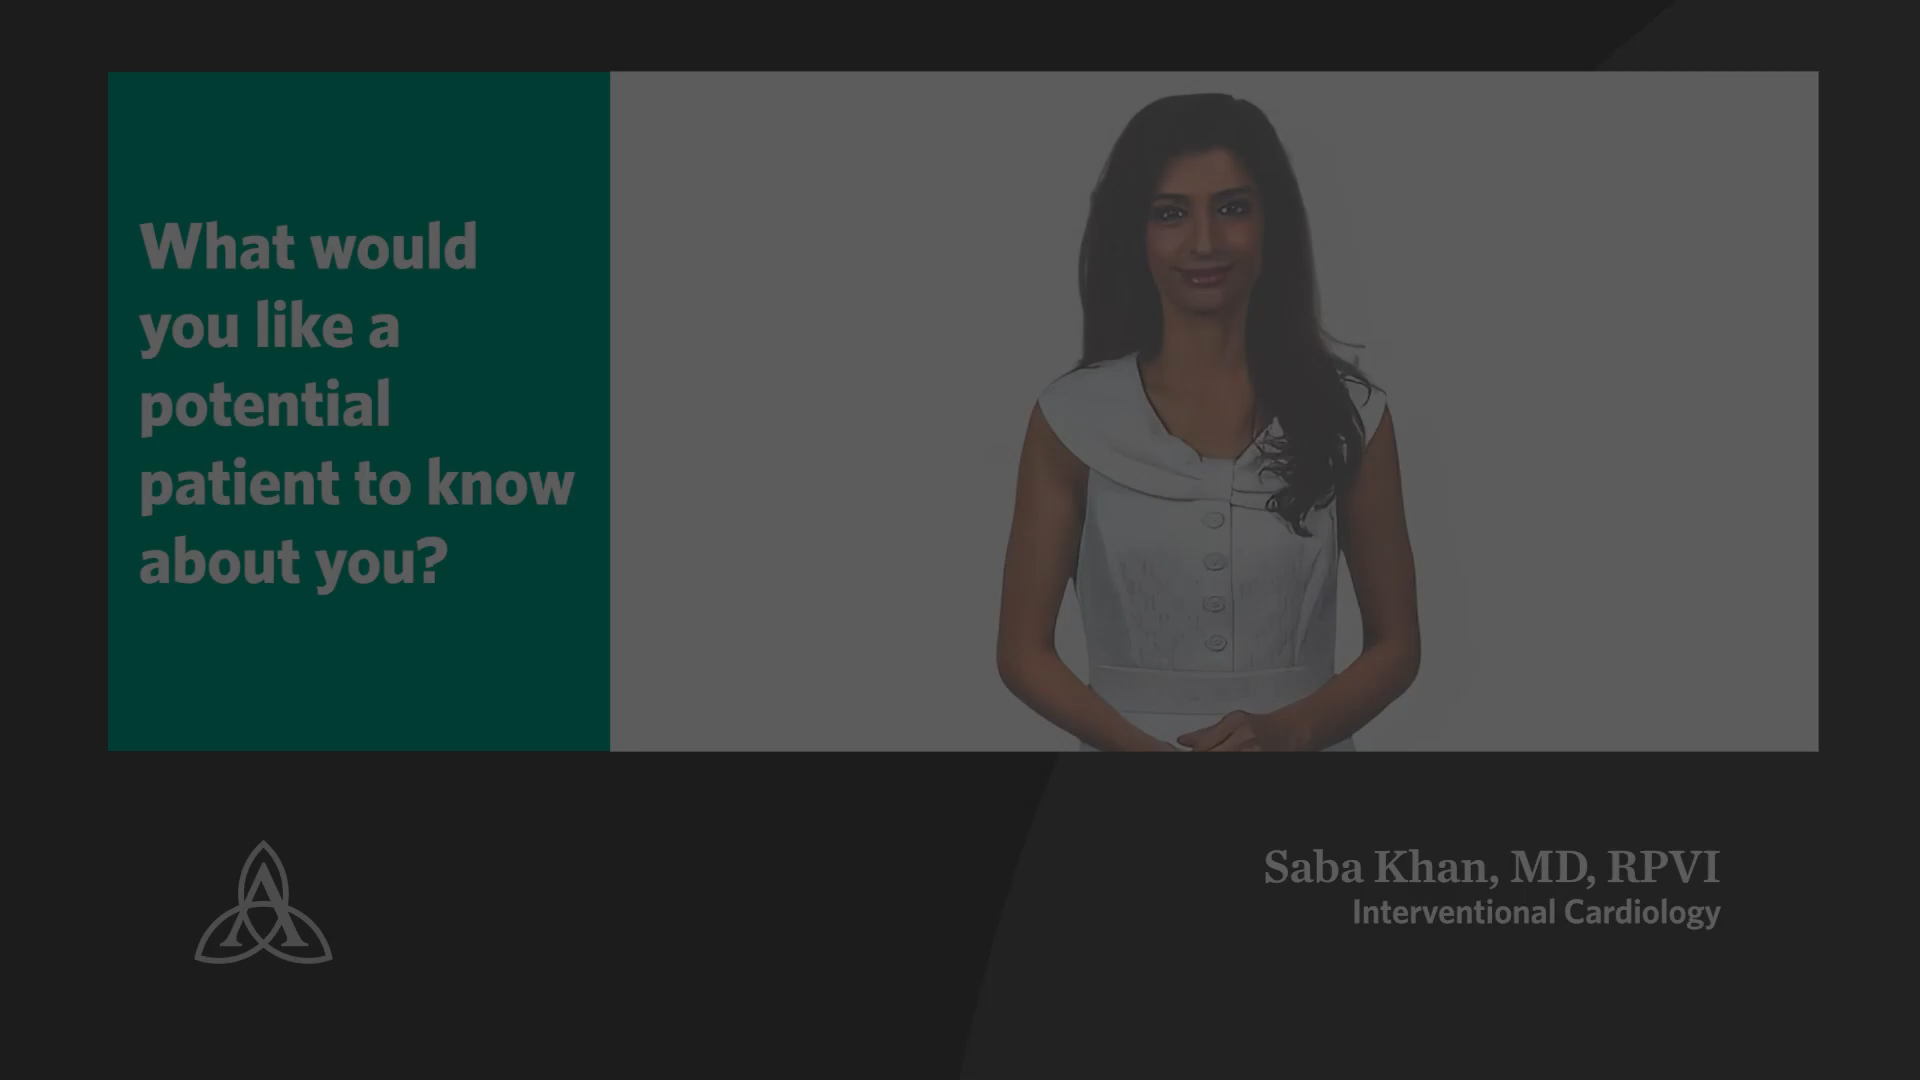 What would
you like a
potential
patient to know
about you?
A
Saba Khan, MD, RPVI
Interventional Cardiology